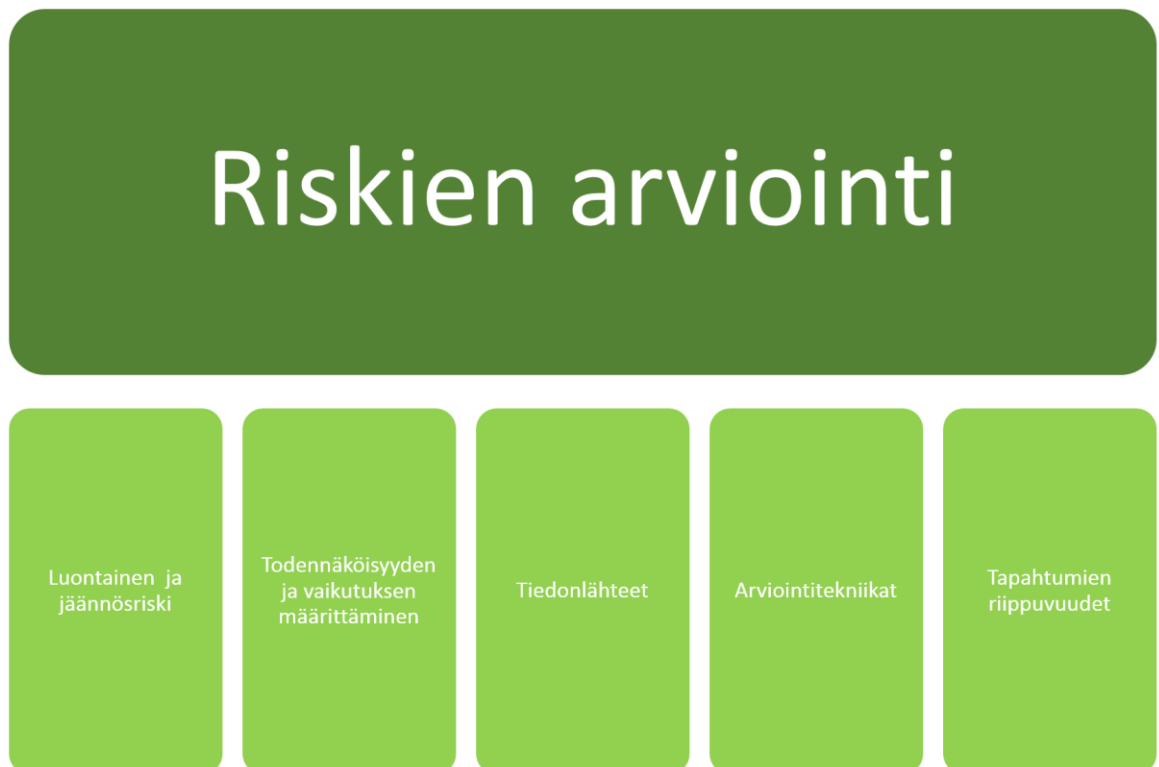 Riskien arviointi
Luontainen ja
jäännösriski
Todennäköisyyden
ja vaikutuksen
määrittäminen
Tiedonlähteet
Arviointitekniikat
Tapahtumien
riippuvuudet